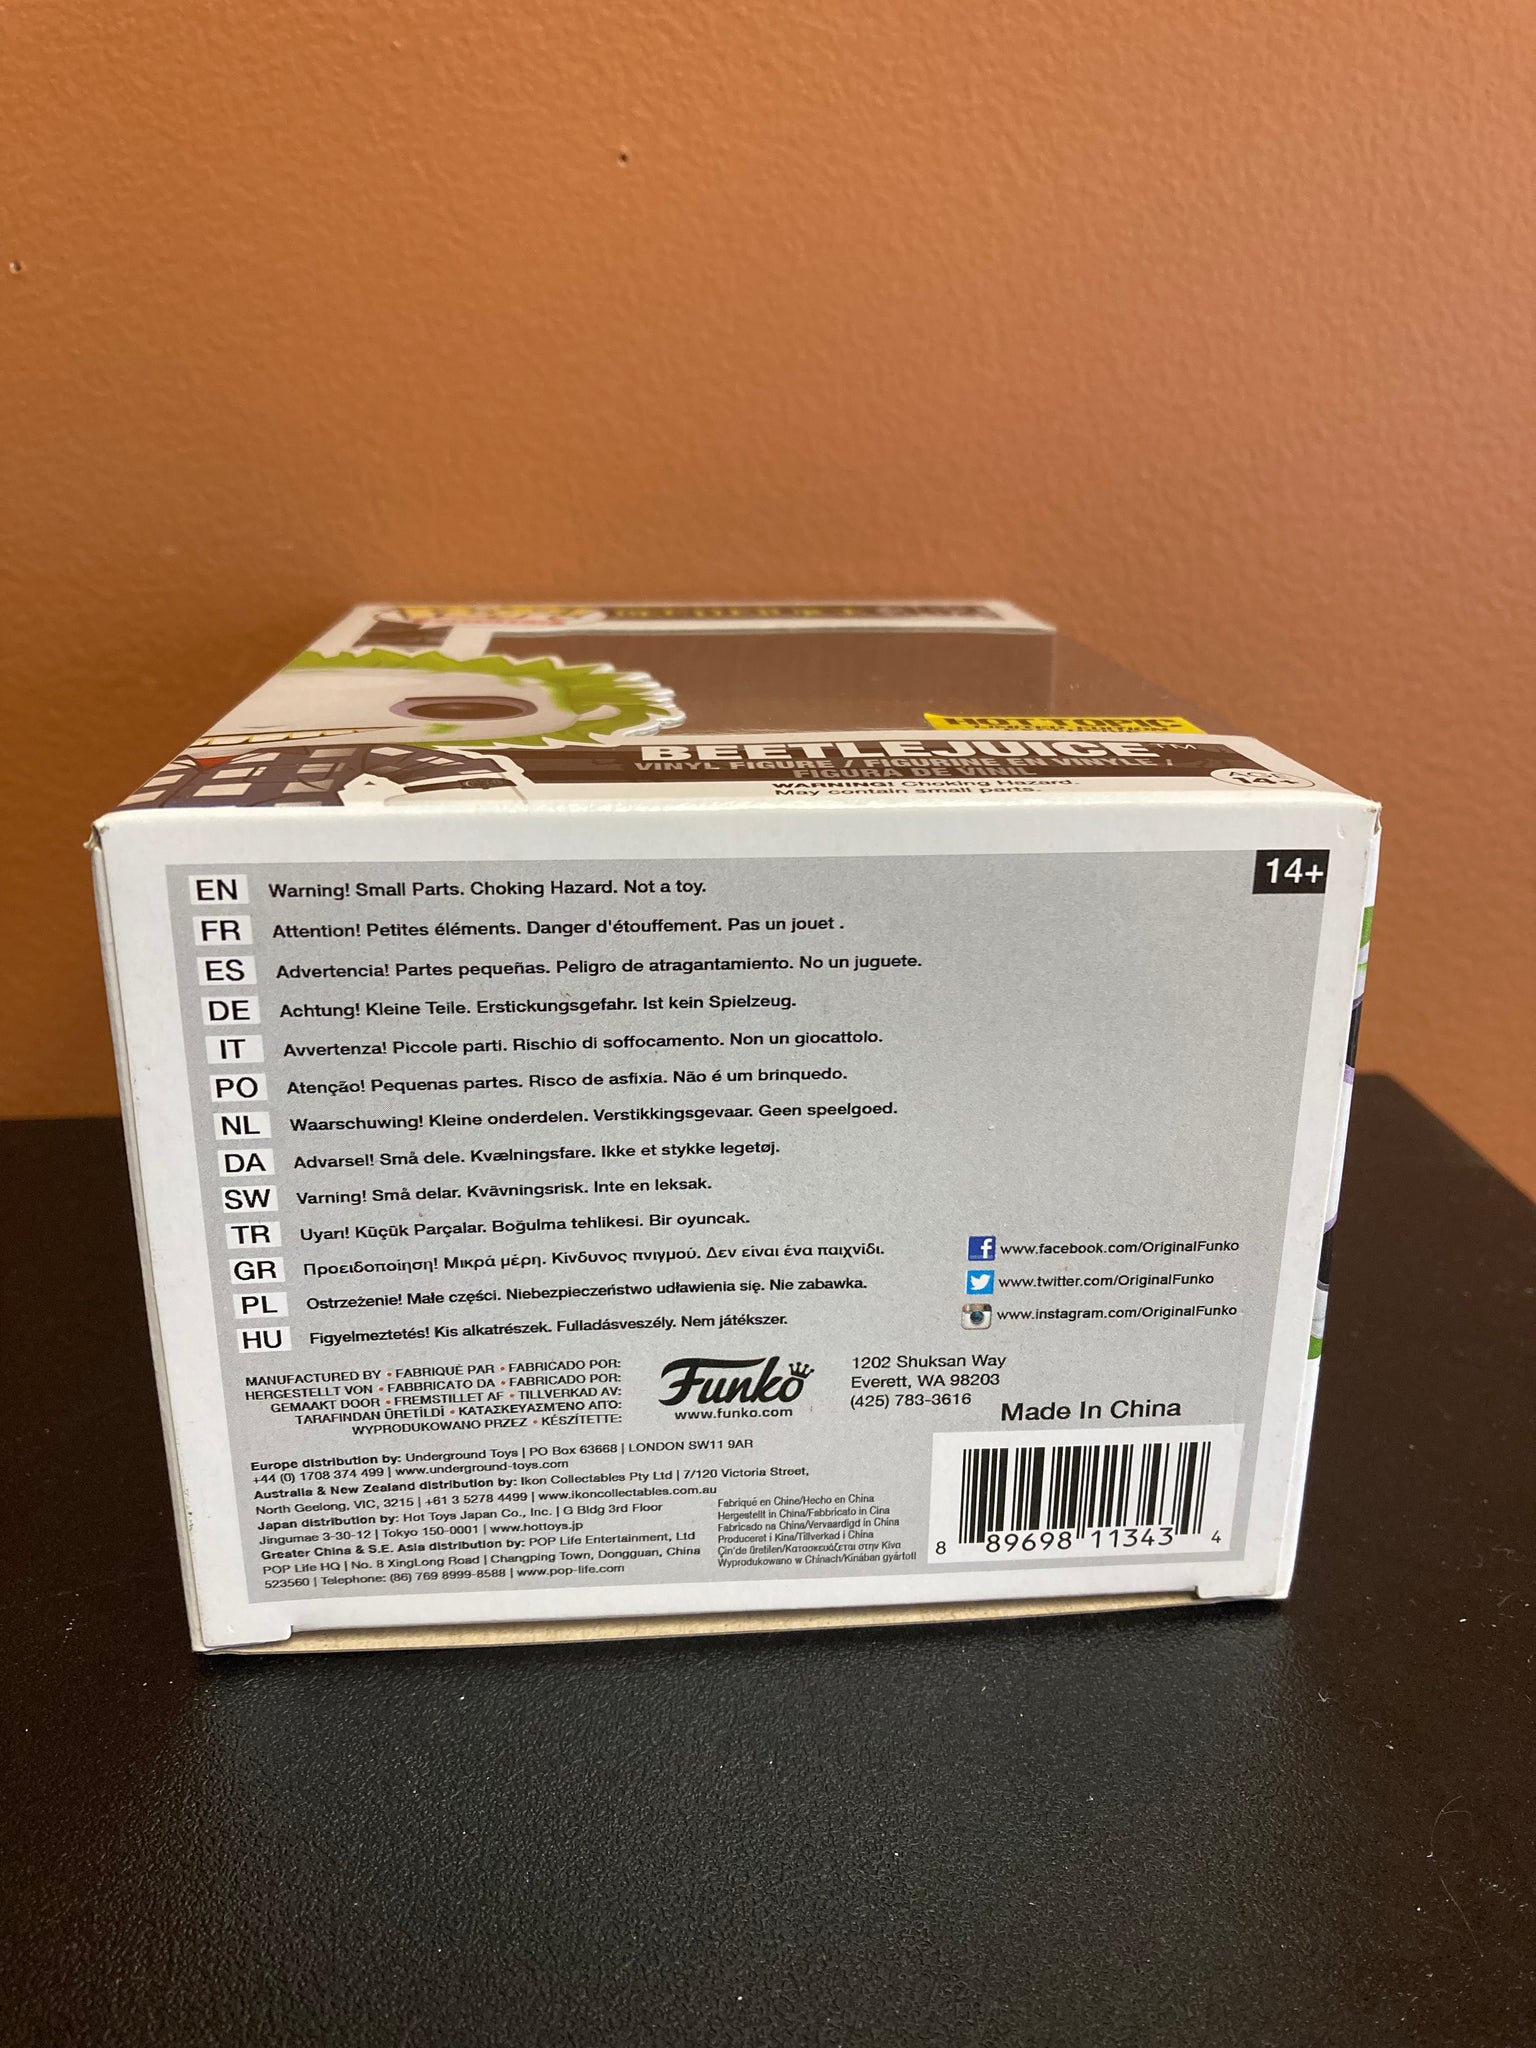 HOT TOPIC
BEETLEJUICE™
VINYL FIGURE / FIGURINE EN VINYLE /
FIGURA DE VINIL
WARNING! Choking Hazard.
May contain small parts.
AGE
14+
14+
EN Warning! Small Parts. Choking Hazard. Not a toy.
FR Attention! Petites éléments. Danger d'étouffement. Pas un jouet .
ES Advertencia! Partes pequeñas. Peligro de atragantamiento. No un juguete.
DE Achtung! Kleine Teile. Erstickungsgefahr. Ist kein Spielzeug.
IT Avvertenza! Piccole parti. Rischio di soffocamento. Non un giocattolo.
PO Atenção! Pequenas partes. Risco de asfixia. Não é um brinquedo.
NL Waarschuwing! Kleine onderdelen. Verstikkingsgevaar. Geen speelgoed.
DA Advarsel! Små dele. Kvælningsfare. Ikke et stykke legetøj.
SW Varning! Små delar. Kvävningsrisk. Inte en leksak.
TR Uyarı! Küçük Parçalar. Boğulma tehlikesi. Bir oyuncak.
GR Προειδοποίηση! Μικρά μέρη. Κίνδυνος πνιγμού. Δεν είναι ένα παιχνίδι.
PL Ostrzeżenie! Małe części. Niebezpieczeństwo udławienia się. Nie zabawka.
HU Figyelmeztetés! Kis alkatrészek. Fulladásveszély. Nem játékszer.
www.facebook.com/OriginalFunko
www.twitter.com/OriginalFunko
www.instagram.com/OriginalFunko
MANUFACTURED BY • FABRIQUÉ PAR • FABRICADO POR:
HERGESTELLT VON • FABBRICATO DA • FABRICADO POR:
GEMAAKT DOOR • FREMSTILLET AF • TILLVERKAD AV:
TARAFINDAN ÜRETİLDİ • ΚΑΤΑΣΚΕΥΑΣΜΈΝΟ ΑΠΌ:
WYPRODUKOWANO PRZEZ • KÉSZÍTETTE:
Funko
www.funko.com
1202 Shuksan Way
Everett, WA 98203
(425) 783-3616
Made In China
Europe distribution by: Underground Toys | PO Box 63668 | LONDON SW11 9AR
+44 (0) 1708 374 499 | www.underground-toys.com
Australia & New Zealand distribution by: Ikon Collectables Pty Ltd | 7/120 Victoria Street,
North Geelong, VIC, 3215 | +61 3 5278 4499 | www.ikoncollectables.com.au
Japan distribution by: Hot Toys Japan Co., Inc. | G Bldg 3rd Floor
Jingumae 3-30-12 | Tokyo 150-0001 | www.hottoys.jp
Greater China & S.E. Asia distribution by: POP Life Entertainment, Ltd
POP Life HQ | No. 8 XingLong Road | Changping Town, Dongguan, China
523560 | Telephone: (86) 769 8999-8588 | www.pop-life.com
Fabriqué en Chine/Hecho en China
Hergestellt in China/Fabbricato in Cina
Fabricado na China/Vervaardigd in China
Produceret i Kina/Tillverkad i China
Çin'de üretilen/Κατασκευάζεται στην Κίνα
Wyprodukowano w Chinach/Kínában gyártott
8 89698 11343 4